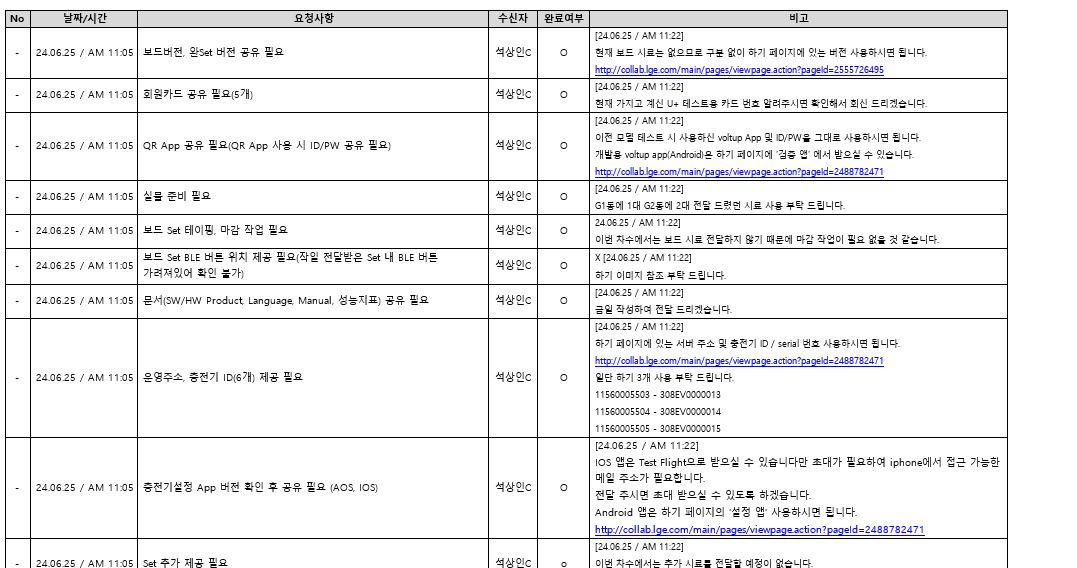 No 날짜/시간 요청사항 수신자 완료여부 비고
- 24.06.25 / AM 11:05 보드버전, 완Set 버전 공유 필요 석상인C O
[24.06.25 / AM 11:22]
현재 보드 시료는 없으므로 구분 없이 하기 페이지에 있는 버전 사용하시면 됩니다.
http://collab.lge.com/main/pages/viewpage.action?pageId=2555726495
- 24.06.25 / AM 11:05 회원카드 공유 필요(5개) 석상인C O
[24.06.25 / AM 11:22]
현재 가지고 계신 U+ 테스트용 카드 번호 알려주시면 확인해서 회신 드리겠습니다.
- 24.06.25 / AM 11:05 QR App 공유 필요(QR App 사용 시 ID/PW 공유 필요) 석상인C O
[24.06.25 / AM 11:22]
이전 모델 테스트 시 사용하신 voltup App 및 ID/PW을 그대로 사용하시면 됩니다.
개발용 voltup app(Android)은 하기 페이지에 '검증 앱' 에서 받으실 수 있습니다.
http://collab.lge.com/main/pages/viewpage.action?pageId=2488782471
- 24.06.25 / AM 11:05 실물 준비 필요 석상인C O
[24.06.25 / AM 11:22]
G1동에 1대 G2동에 2대 전달 드렸던 시료 사용 부탁 드립니다.
- 24.06.25 / AM 11:05 보드 Set 테이핑, 마감 작업 필요 석상인C O
24.06.25 / AM 11:22]
이번 차수에서는 보드 시료 전달하지 않기 때문에 마감 작업이 필요 없을 것 같습니다.
- 24.06.25 / AM 11:05 보드 Set BLE 버튼 위치 제공 필요(작일 전달받은 Set 내 BLE 버튼
가려져있어 확인 불가) 석상인C O
X [24.06.25 / AM 11:22]
하기 이미지 참조 부탁 드립니다.
- 24.06.25 / AM 11:05 문서(SW/HW Product, Language, Manual, 성능지표) 공유 필요 석상인C O
[24.06.25 / AM 11:22]
금일 작성하여 전달 드리겠습니다.
- 24.06.25 / AM 11:05 운영주소, 충전기 ID(6개) 제공 필요 석상인C O
[24.06.25 / AM 11:22]
하기 페이지에 있는 서버 주소 및 충전기 ID / serial 번호 사용하시면 됩니다.
http://collab.lge.com/main/pages/viewpage.action?pageId=2488782471
일단 하기 3개 사용 부탁 드립니다.
11560005503 - 308EV0000013
11560005504 - 308EV0000014
11560005505 - 308EV0000015
- 24.06.25 / AM 11:05 충전기설정 App 버전 확인 후 공유 필요 (AOS, IOS) 석상인C O
[24.06.25 / AM 11:22]
IOS 앱은 Test Flight으로 받으실 수 있습니다만 초대가 필요하여 iphone에서 접근 가능한
메일 주소가 필요합니다.
전달 주시면 초대 받으실 수 있도록 하겠습니다.
Android 앱은 하기 페이지의 '설정 앱' 사용하시면 됩니다.
http://collab.lge.com/main/pages/viewpage.action?pageId=2488782471
- 24.06.25 / AM 11:05 Set 추가 제공 필요 석상인C o
[24.06.25 / AM 11:22]
이번 차수에서는 추가 시료를 전달할 예정이 없습니다.